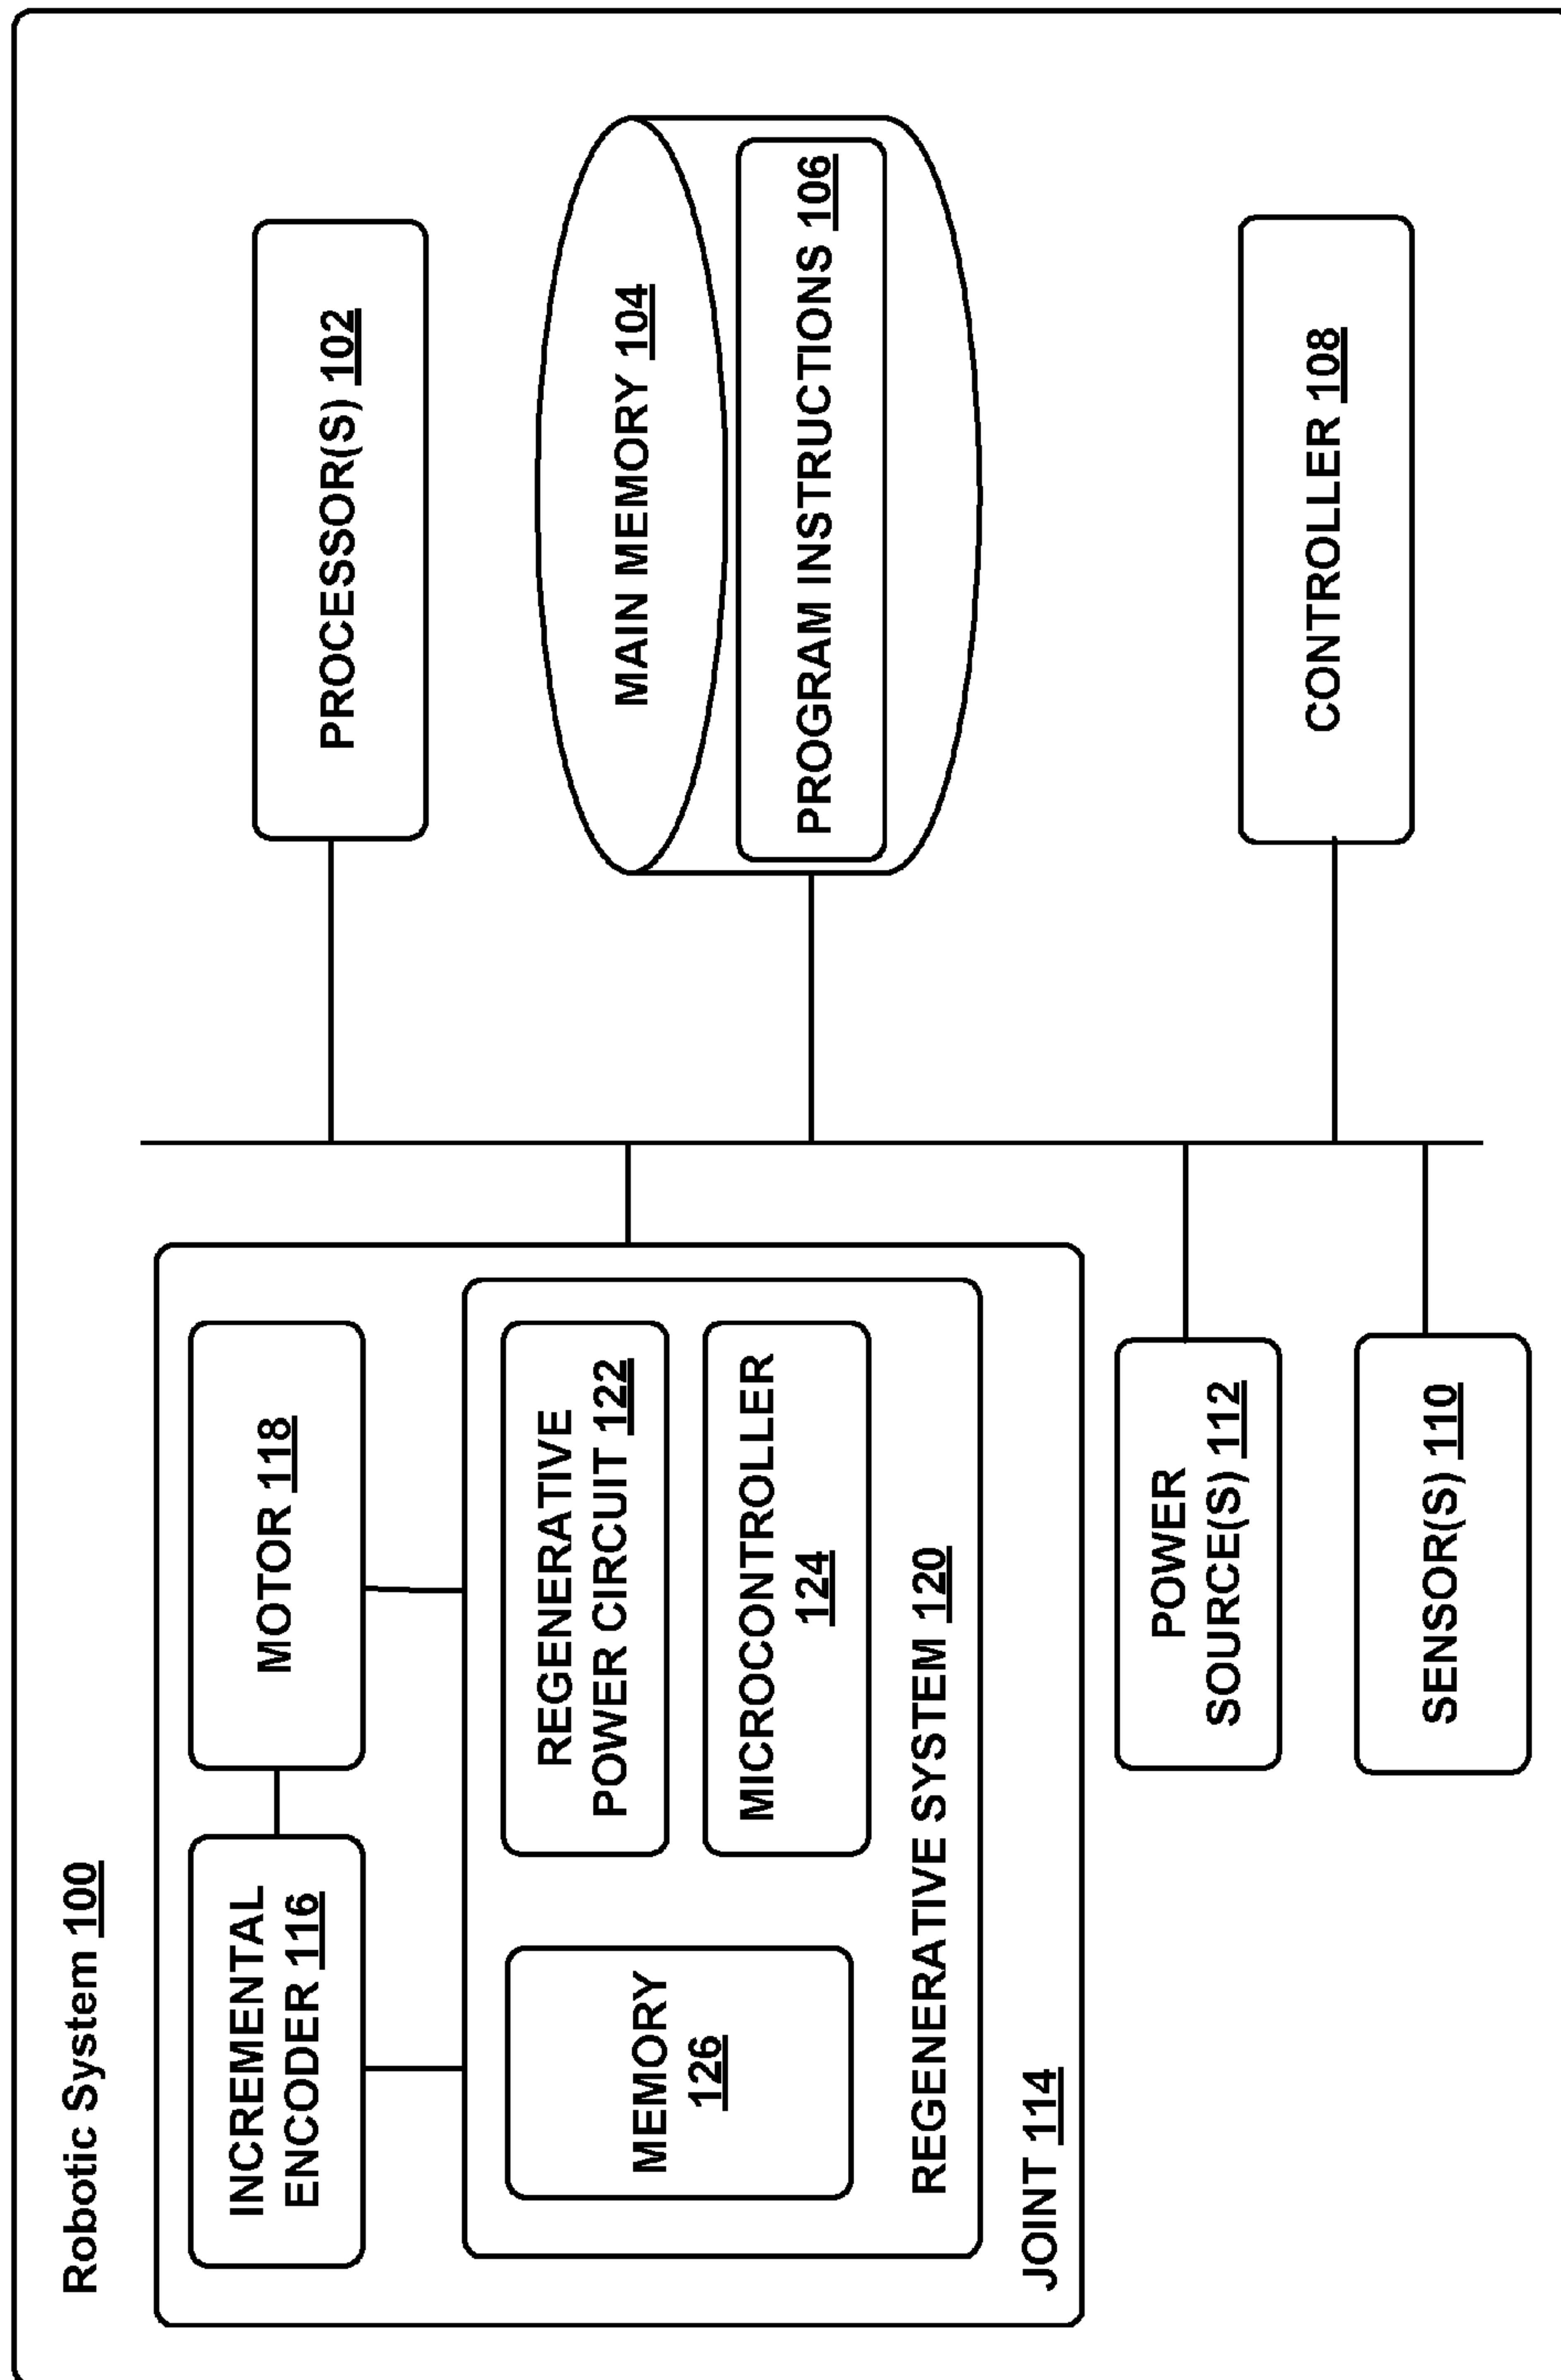 Robotic System 100
INCREMENTAL
ENCODER 116
MOTOR 118
MEMORY
126
REGENERATIVE
POWER CIRCUIT 122
MICROCONTROLLER
124
REGENERATIVE SYSTEM 120
JOINT 114
POWER
SOURCE(S) 112
SENSOR(S) 110
PROCESSOR(S) 102
MAIN MEMORY 104
PROGRAM INSTRUCTIONS 106
CONTROLLER 108